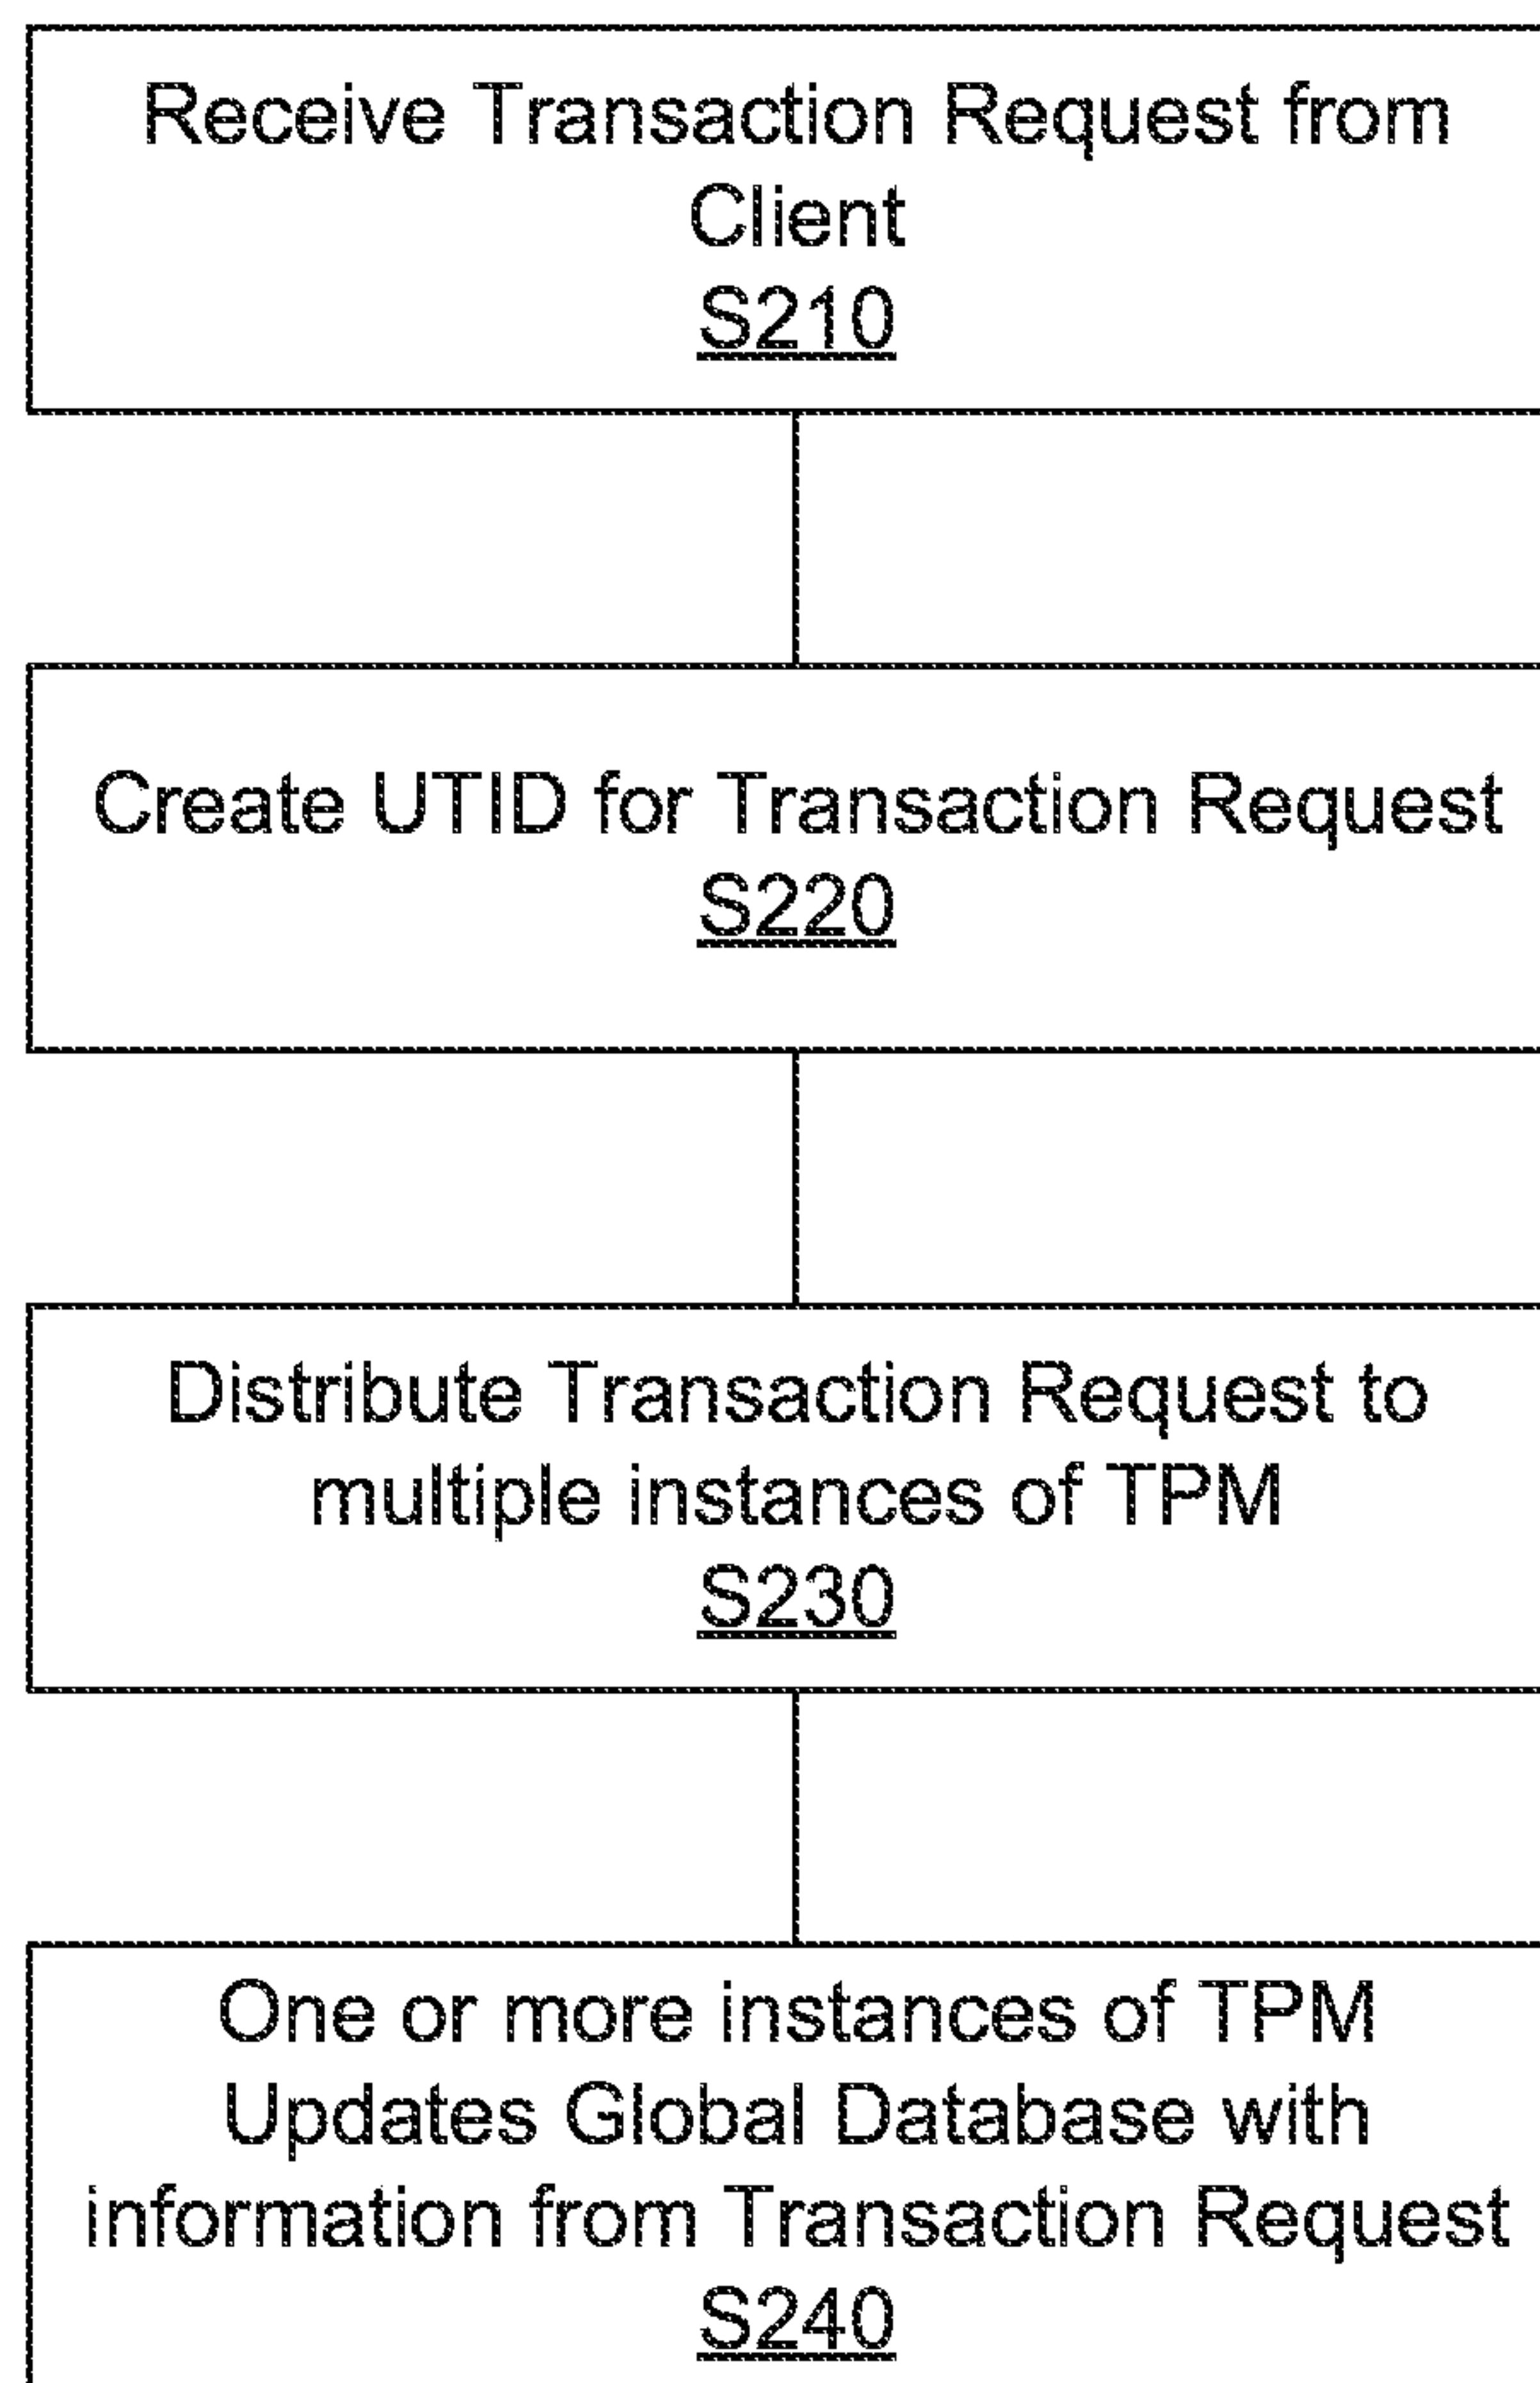 Receive Transaction Request from
Client
S210
Create UTID for Transaction Request
S220
Distribute Transaction Request to
multiple instances of TPM
S230
One or more instances of TPM
Updates Global Database with
information from Transaction Request
S240